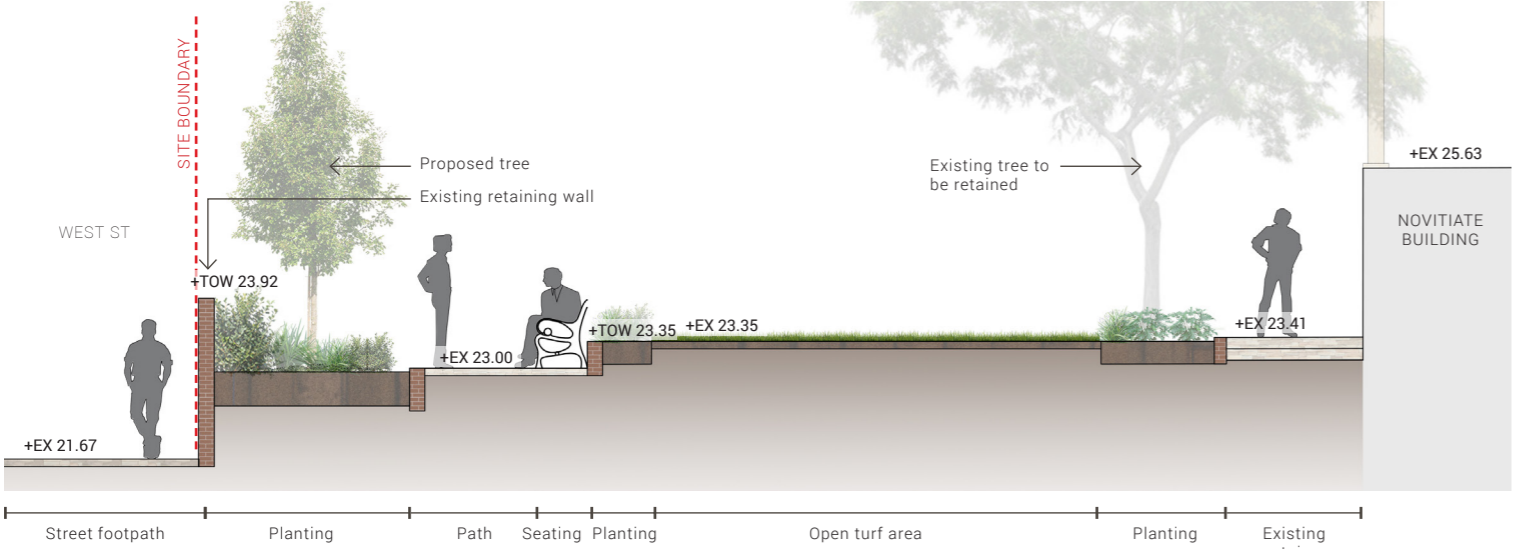 SITE BOUNDARY
Proposed tree
Existing retaining wall
WEST ST
+TOW 23.92
Existing tree to
be retained
+EX 25.63
NOVITIATE
BUILDING
+EX 21.67
+EX 23.00
+TOW 23.35
+EX 23.35
+EX 23.41
Street footpath
Planting
Path
Seating
Planting
Open turf area
Planting
Existing